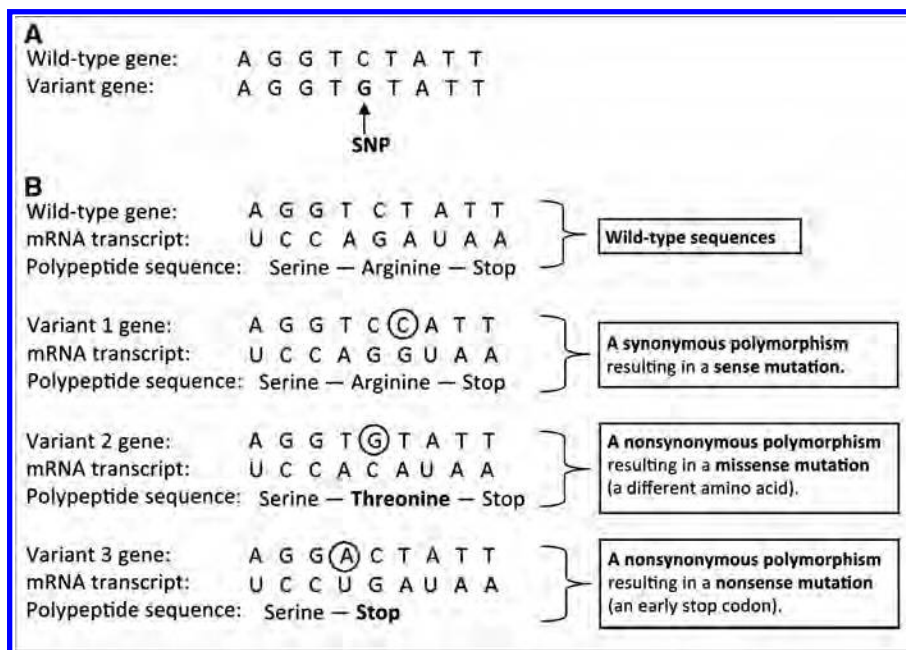 A
Wild-type gene: A G G T C T A T T
Variant gene: A G G T G T A T T
SNP
B
Wild-type gene: A G G T C T A T T
mRNA transcript: U C C A G A U A A
Polypeptide sequence: Serine — Arginine — Stop
Wild-type sequences
Variant 1 gene: A G G T C C A T T
mRNA transcript: U C C A G G U A A
Polypeptide sequence: Serine — Arginine — Stop
A synonymous polymorphism
resulting in a sense mutation.
Variant 2 gene: A G G T G T A T T
mRNA transcript: U C C A C A U A A
Polypeptide sequence: Serine — Threonine — Stop
A nonsynonymous polymorphism
resulting in a missense mutation
(a different amino acid).
Variant 3 gene: A G G A C T A T T
mRNA transcript: U C C U G A U A A
Polypeptide sequence: Serine — Stop
A nonsynonymous polymorphism
resulting in a nonsense mutation
(an early stop codon).